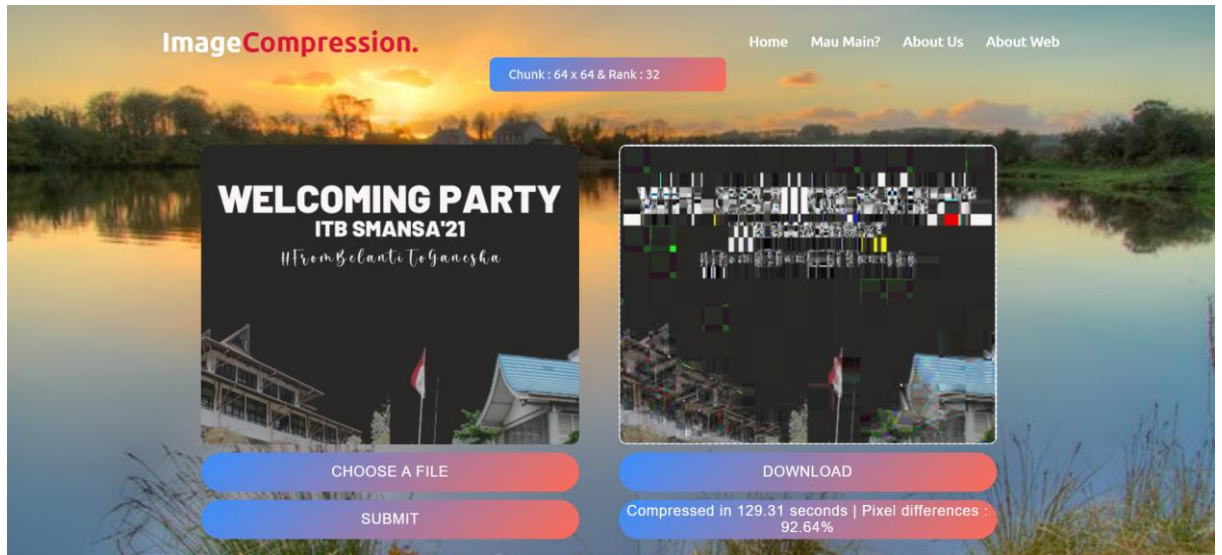 ImageCompression.
Home Mau Main? About Us About Web
Chunk : 64 x 64 & Rank : 32
WELCOMING PARTY
ITB SMANSA'21
#FromBelantiToGanesha
CHOOSE A FILE
DOWNLOAD
SUBMIT
Compressed in 129.31 seconds | Pixel differences :
92.64%